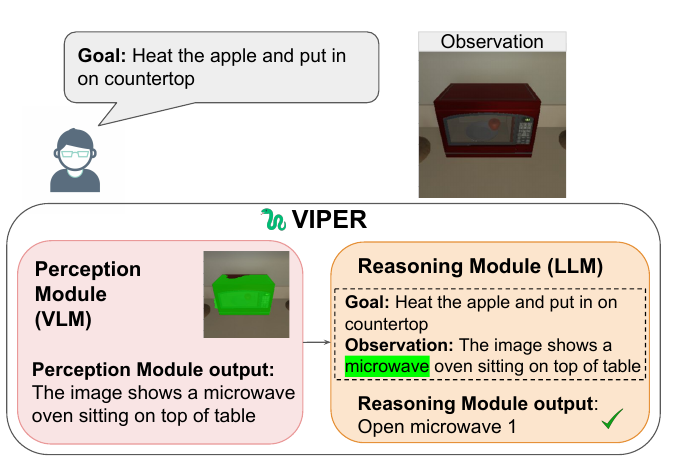 Goal: Heat the apple and put in
on countertop
Observation
VIPER
Perception
Module
(VLM)
Perception Module output:
The image shows a microwave
oven sitting on top of table
Reasoning Module (LLM)
Goal: Heat the apple and put in on
countertop
Observation: The image shows a
microwave oven sitting on top of table
Reasoning Module output:
Open microwave 1